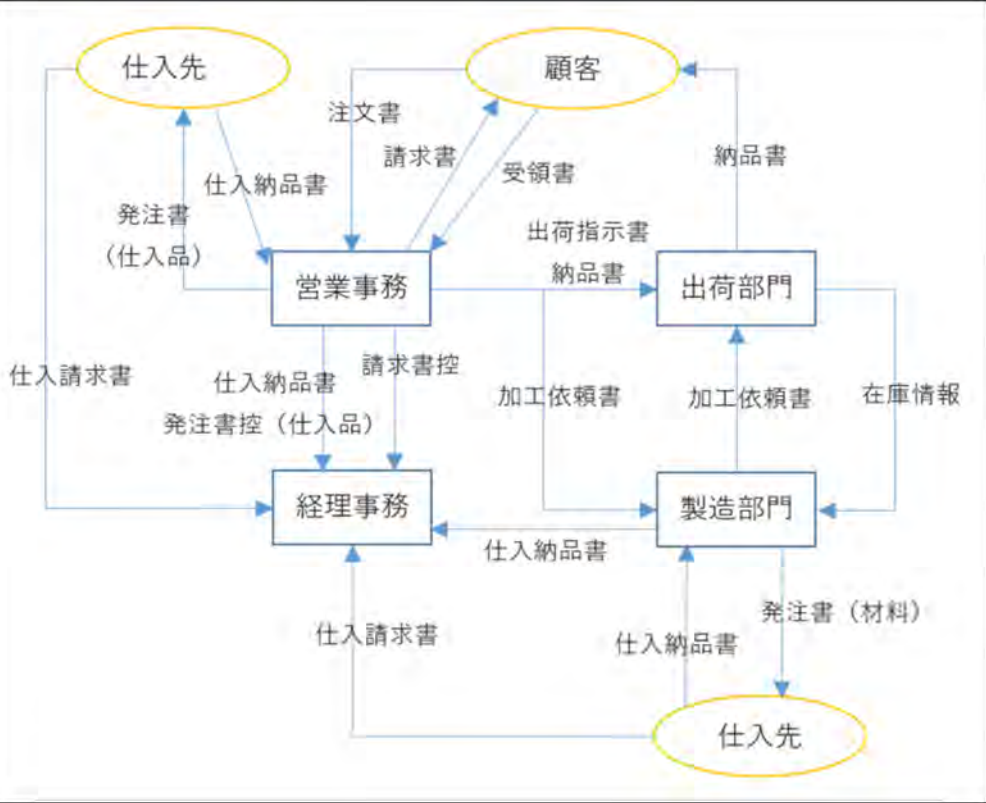 仕入先
顧客
注文書
請求書
受領書
納品書
仕入納品書
発注書
(仕入品)
出荷指示書
納品書
営業事務
出荷部門
仕入請求書
仕入納品書
発注書控(仕入品)
請求書控
加工依頼書
加工依頼書
在庫情報
経理事務
製造部門
仕入納品書
仕入請求書
仕入納品書
発注書(材料)
仕入先